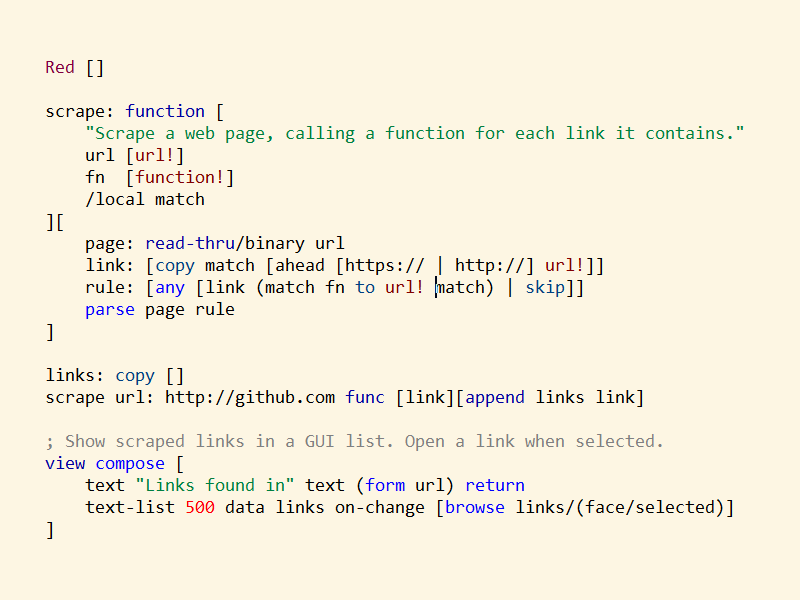 Red []

scrape: function [
    "Scrape a web page, calling a function for each link it contains."
    url [url!]
    fn  [function!]
    /local match
][
    page: read-thru/binary url
    link: [copy match [ahead [https:// | http://] url!]]
    rule: [any [link (match fn to url! match) | skip]]
    parse page rule
]

links: copy []
scrape url: http://github.com func [link][append links link]

; Show scraped links in a GUI list. Open a link when selected.
view compose [
    text "Links found in" text (form url) return
    text-list 500 data links on-change [browse links/(face/selected)]
]